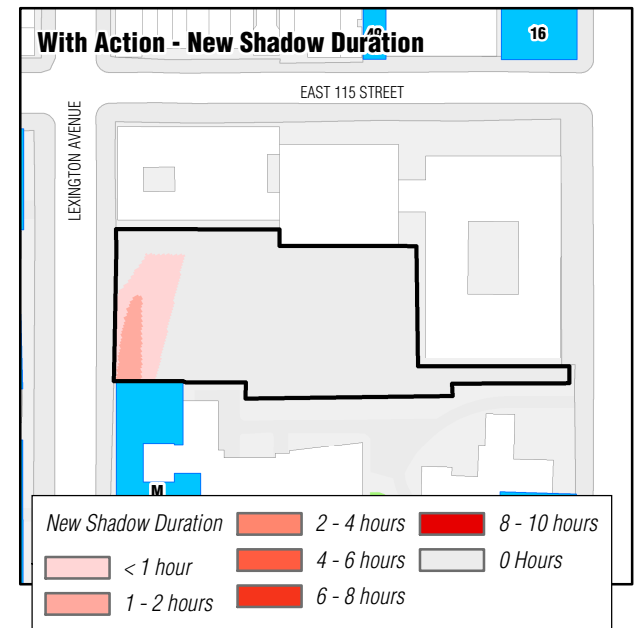 With Action - New Shadow Duration
16
EAST 115 STREET
LEXINGTON AVENUE
M
New Shadow Duration
< 1 hour
1 - 2 hours
2 - 4 hours
4 - 6 hours
6 - 8 hours
8 - 10 hours
0 Hours